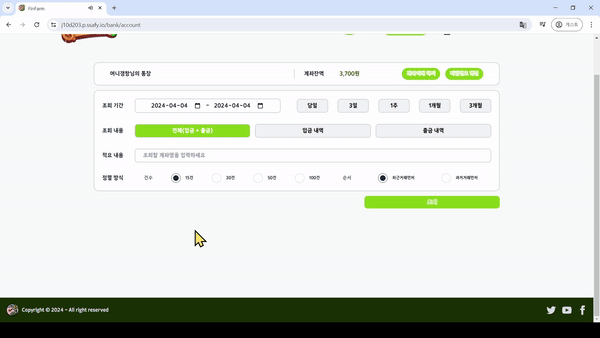 FinFarm
j10d203.p.ssafy.io/bank/account
게스트
머니갱팜님의 통장 계좌잔액 3,700원
조회 기간 2024-04-04 ~ 2024-04-04 당일 3일 1주 1개월 3개월
조회 내용 전체(입금 + 출금) 입금 내역 출금 내역
적요 내용 조회할 계좌명을 입력하세요
정렬 방식 건수 15건 30건 50건 100건 순서 최근거래먼저 과거거래먼저
Copyright © 2024 - All right reserved